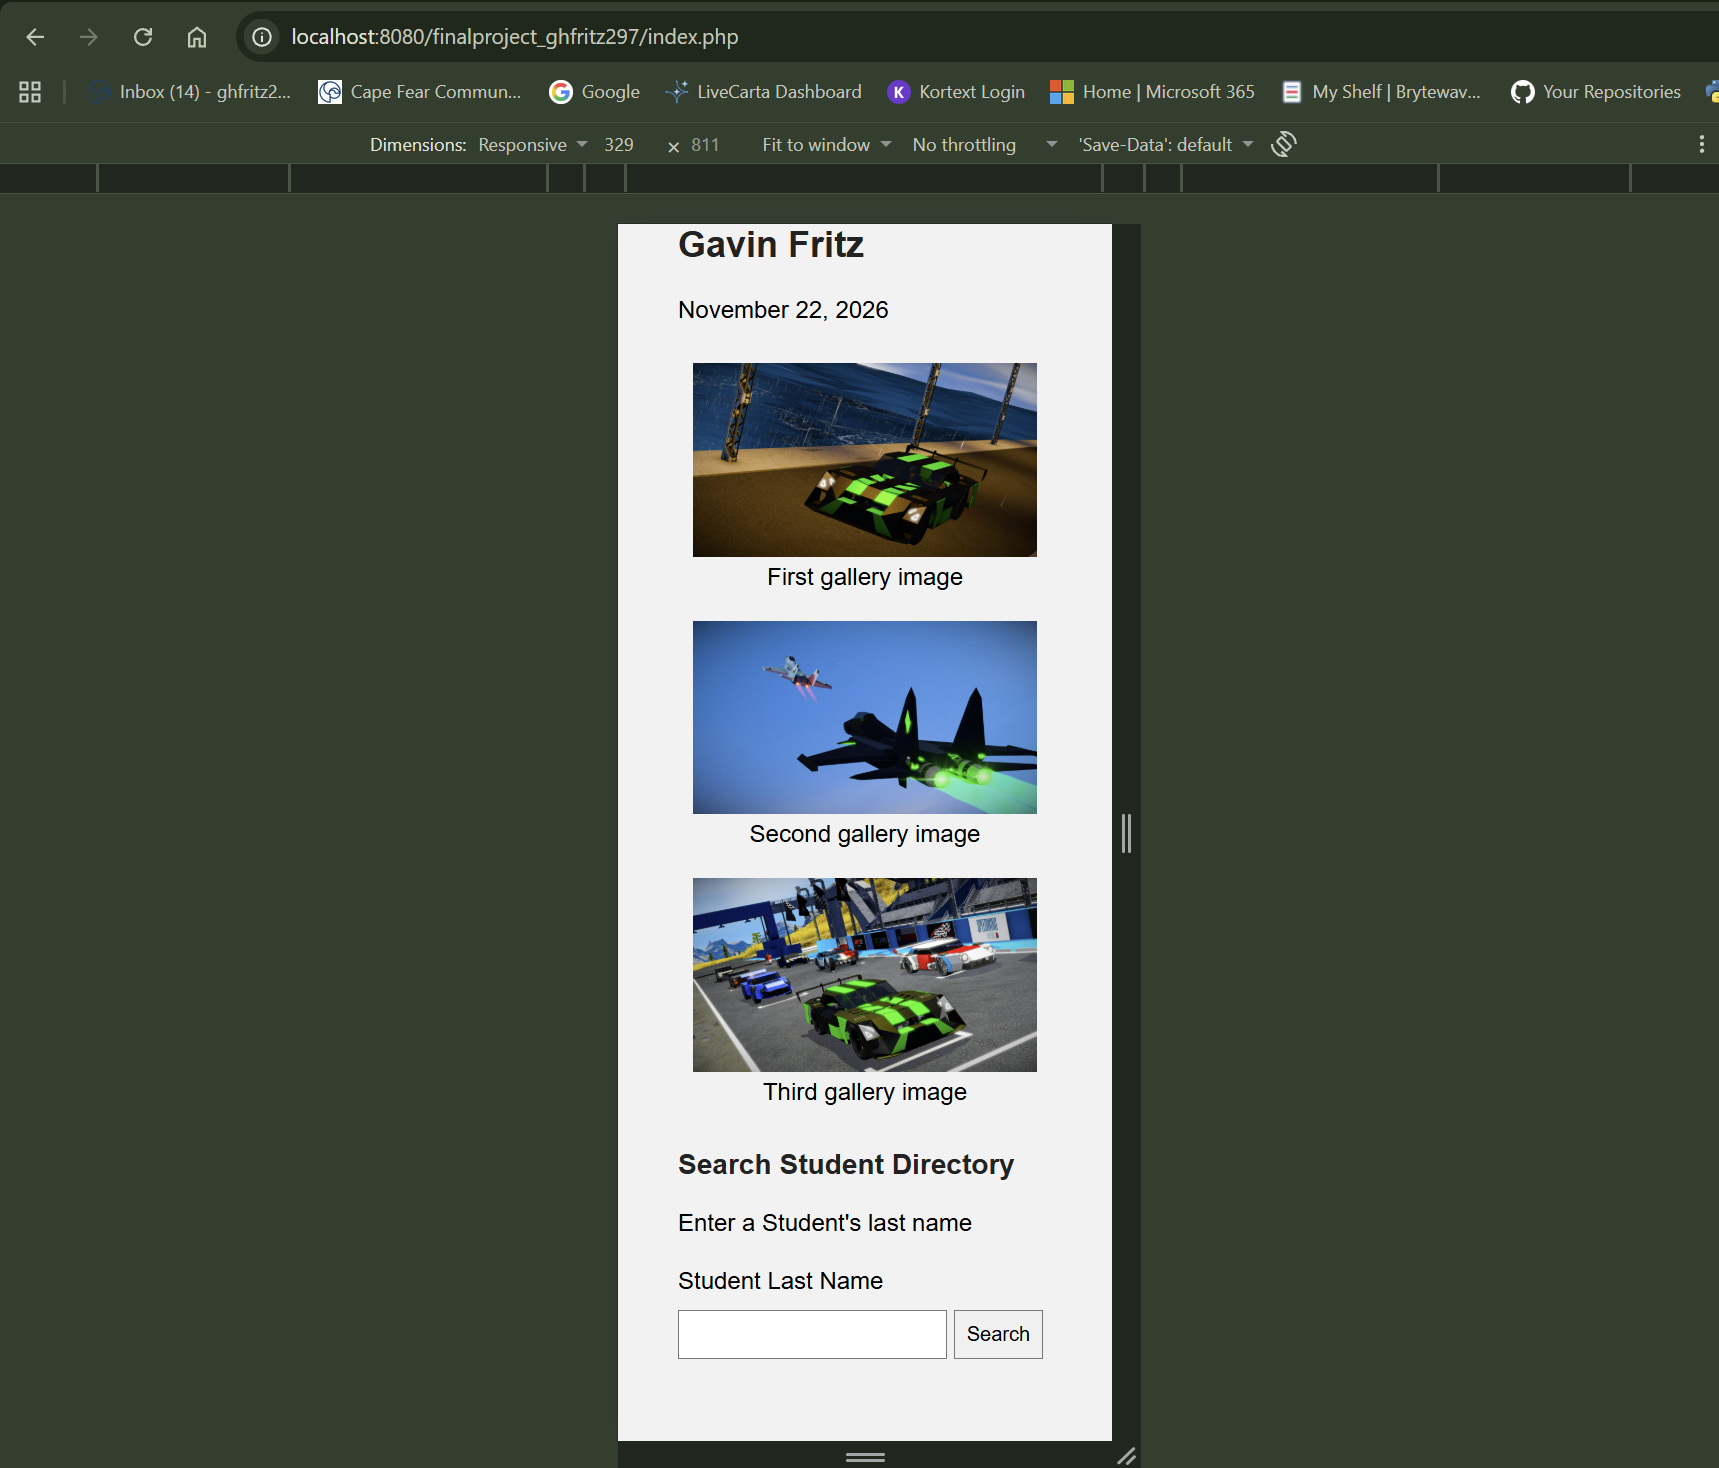 localhost:8080/finalproject_ghfritz297/index.php
Inbox (14) - ghfritz2...
Cape Fear Commun...
Google
LiveCarta Dashboard
K Kortext Login
Home | Microsoft 365
My Shelf | Brytewav...
Your Repositories
Dimensions: Responsive 329 × 811 Fit to window No throttling 'Save-Data': default
Gavin Fritz
November 22, 2026
First gallery image
Second gallery image
Third gallery image
Search Student Directory
Enter a Student's last name
Student Last Name
Search